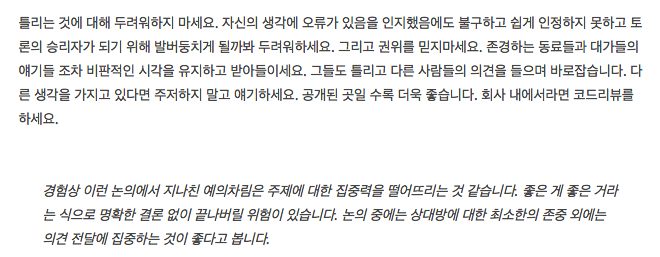 틀리는 것에 대해 두려워하지 마세요. 자신의 생각에 오류가 있음을 인지했음에도 불구하고 쉽게 인정하지 못하고 토
론의 승리자가 되기 위해 발버둥치게 될까봐 두려워하세요. 그리고 권위를 믿지마세요. 존경하는 동료들과 대가들의
얘기들 조차 비판적인 시각을 유지하고 받아들이세요. 그들도 틀리고 다른 사람들의 의견을 들으며 바로잡습니다. 다
른 생각을 가지고 있다면 주저하지 말고 얘기하세요. 공개된 곳일 수록 더욱 좋습니다. 회사 내에서라면 코드리뷰를
하세요.
경험상 이런 논의에서 지나친 예의차림은 주제에 대한 집중력을 떨어뜨리는 것 같습니다. 좋은 게 좋은 거라
는 식으로 명확한 결론 없이 끝나버릴 위험이 있습니다. 논의 중에는 상대방에 대한 최소한의 존중 외에는
의견 전달에 집중하는 것이 좋다고 봅니다.